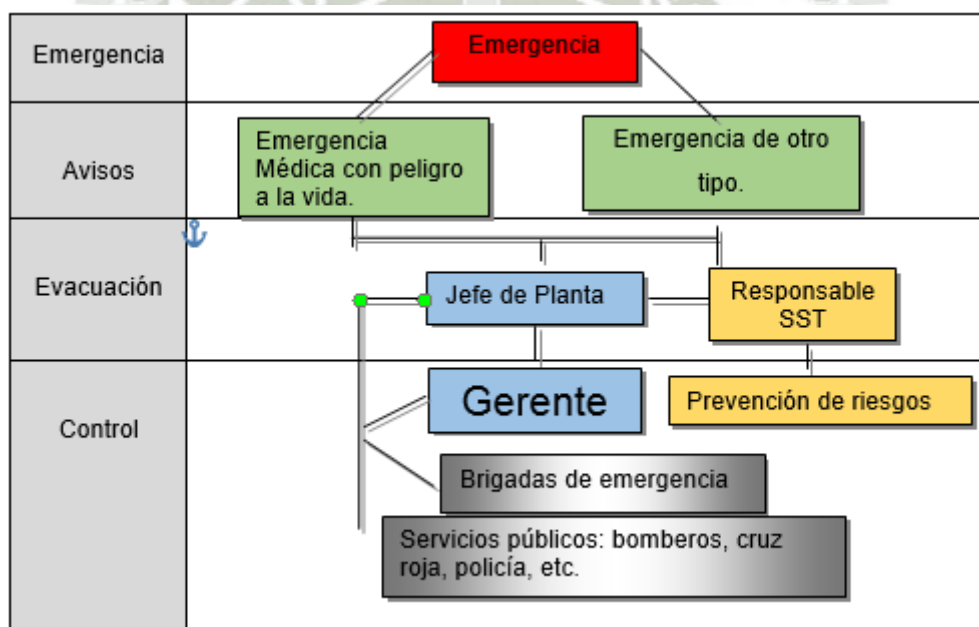 Emergencia
Emergencia
Avisos
Emergencia
Médica con peligro
a la vida.
Emergencia de otro
tipo.
Evacuación
Jefe de Planta
Responsable
SST
Control
Gerente
Prevención de riesgos
Brigadas de emergencia
Servicios públicos: bomberos, cruz
roja, policía, etc.